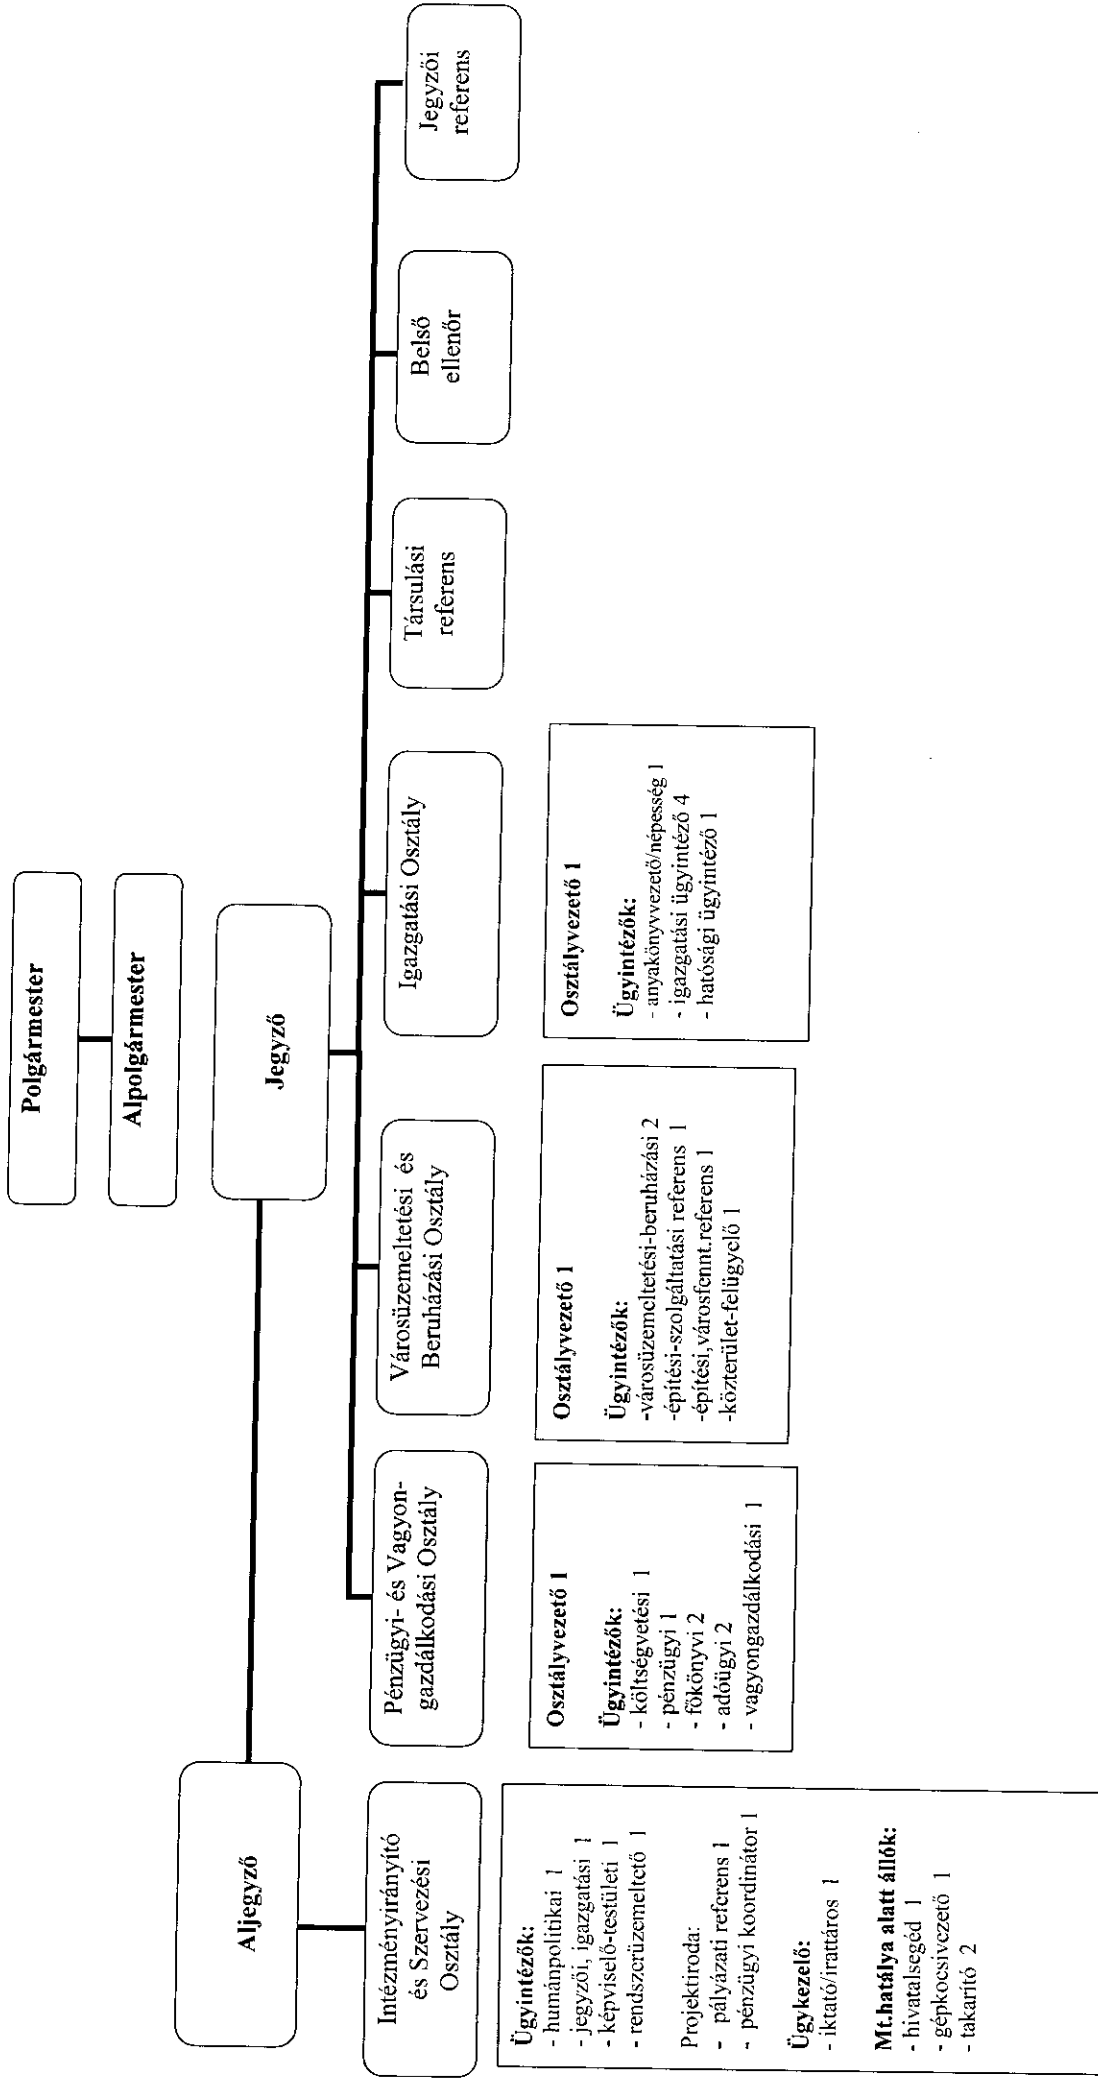 Polgármester
Alpolgármester
Jegyző
Aljegyző
Intézményirányító
és Szervezési
Osztály
Pénzügyi- és Vagyon-
gazdálkodási Osztály
Városüzemeltetési és
Beruházási Osztály
Igazgatási Osztály
Társulási
referens
Belső
ellenőr
Jegyzői
referens
Ügyintézők:
- humánpolitikai 1
- jegyzői, igazgatási 1
- képviselő-testületi 1
- rendszerüzemeltető 1
Projektiroda:
- pályázati referens 1
- pénzügyi koordinátor 1
Ügykezelő:
- iktató/irattáros 1
Mt.hatálya alatt állók:
- hivatalsegéd 1
- gépkocsivezető 1
- takarító 2
Osztályvezető 1
Ügyintézők:
- költségvetési 1
- pénzügyi 1
- főkönyvi 2
- adóügyi 2
- vagyongazdálkodási 1
Osztályvezető 1
Ügyintézők:
-városüzemeltetési-beruházási 2
-építési-szolgáltatási referens 1
-építési,városfennt.referens 1
-közterület-felügyelő 1
Osztályvezető 1
Ügyintézők:
- anyakönyvvezető/népesség 1
- igazgatási ügyintéző 4
- hatósági ügyintéző 1